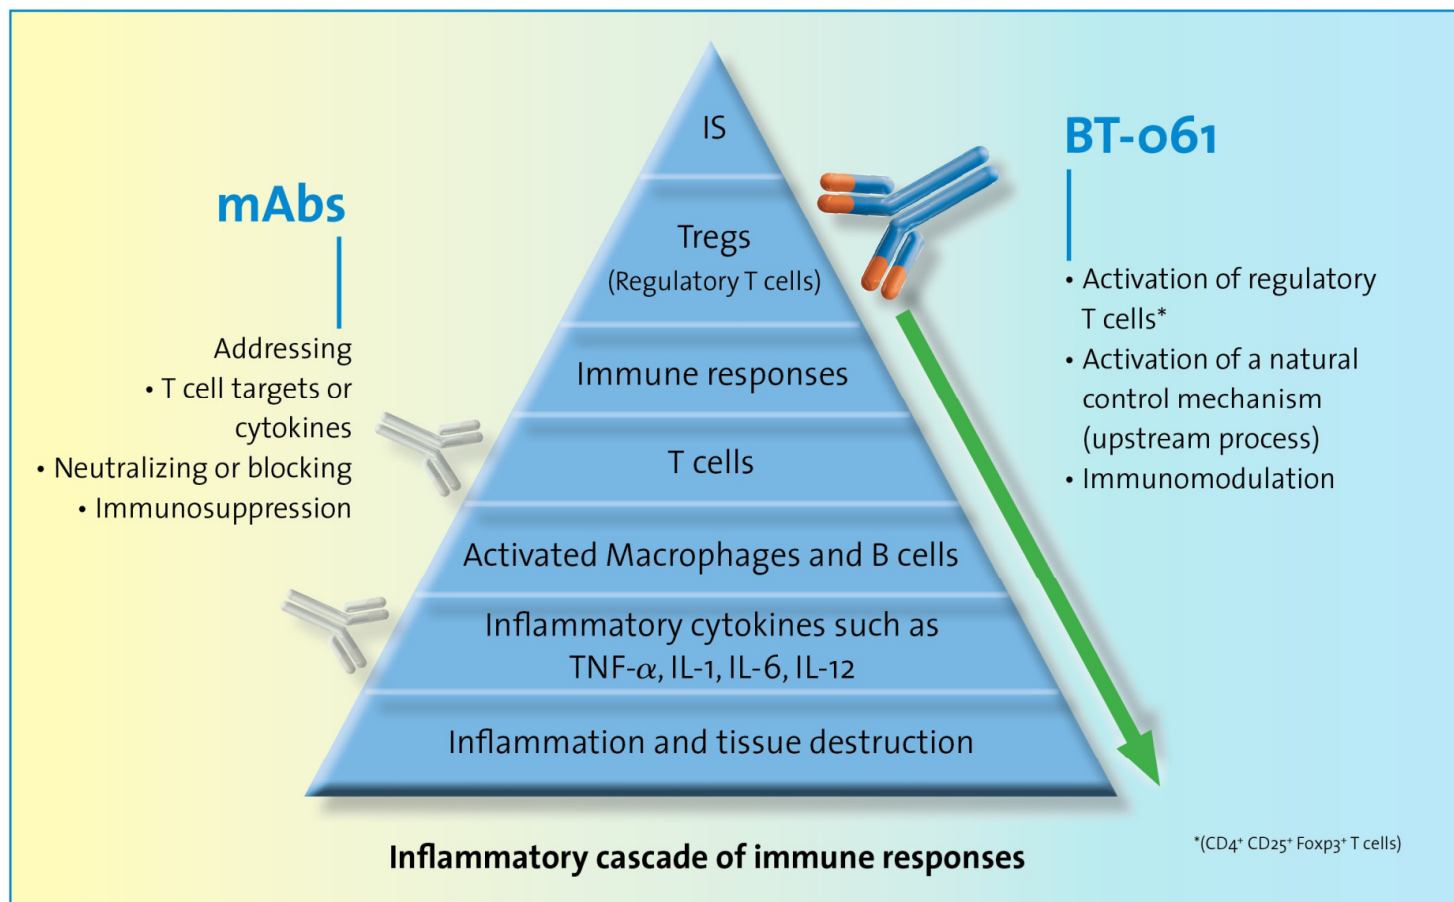 IS
BT-061
mAbs
Tregs
(Regulatory T cells)
• Activation of regulatory
T cells*
• Activation of a natural
control mechanism
(upstream process)
• Immunomodulation
Addressing
• T cell targets or
cytokines
• Neutralizing or blocking
• Immunosuppression
Immune responses
T cells
Activated Macrophages and B cells
Inflammatory cytokines such as
TNF-α, IL-1, IL-6, IL-12
Inflammation and tissue destruction
Inflammatory cascade of immune responses
*(CD4⁺ CD25⁺ Foxp3⁺ T cells)